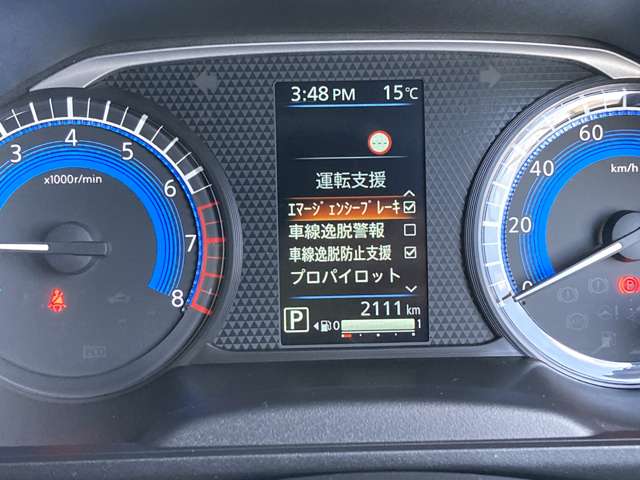 3:48 PM 15℃
運転支援
エマージェンシーブレーキ
車線逸脱警報
車線逸脱防止支援
プロパイロット
P 2111 km
0 1
3 4 5 6 7 8
x1000r/min
0 20 40 60
km/h